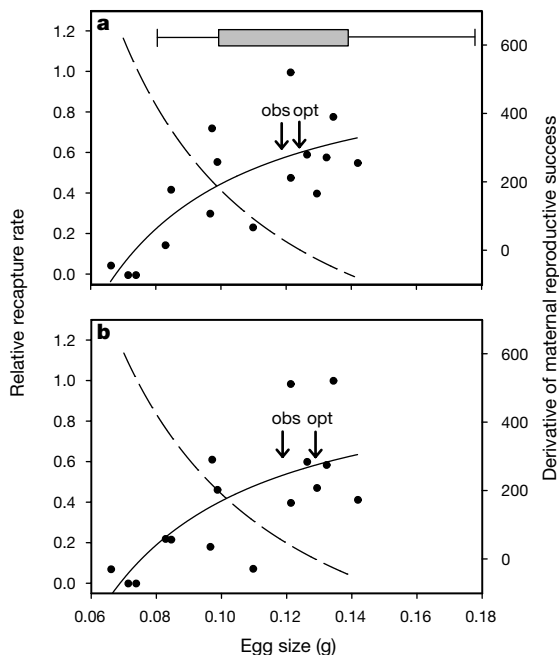 a
1.2
1.0
0.8
0.6
0.4
0.2
0.0
obs opt
600
400
200
0
Relative recapture rate
Derivative of maternal reproductive success
b
1.2
1.0
0.8
0.6
0.4
0.2
0.0
obs opt
600
400
200
0
0.06 0.08 0.10 0.12 0.14 0.16 0.18
Egg size (g)